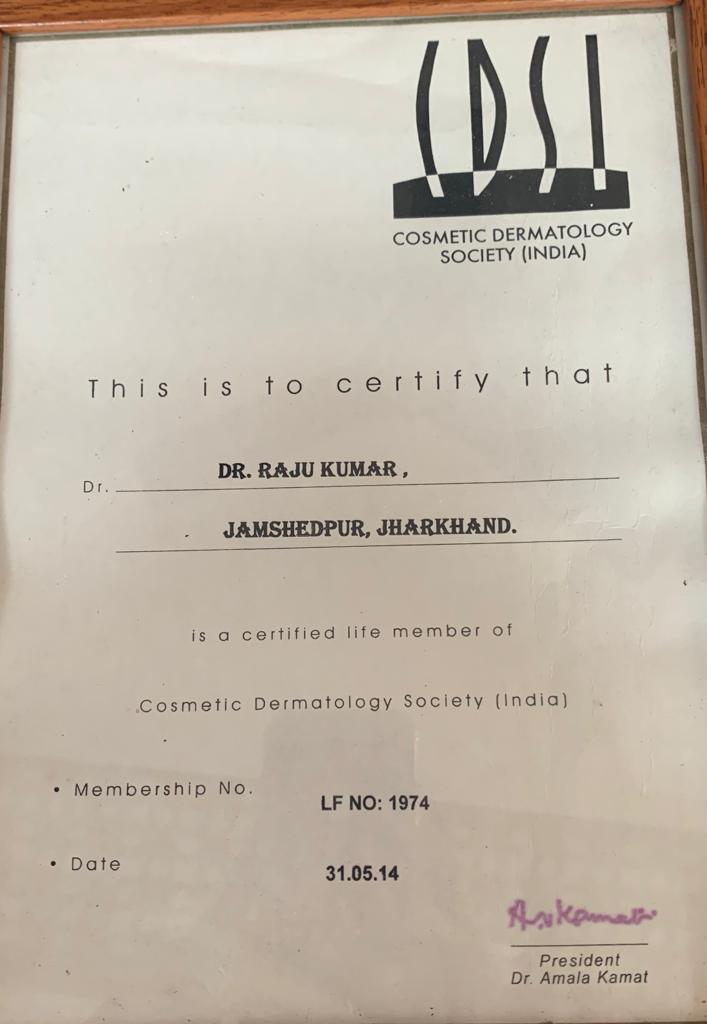 CDSI
COSMETIC DERMATOLOGY
SOCIETY (INDIA)
This is to certify that
Dr. DR. RAJU KUMAR ,
JAMSHEDPUR, JHARKHAND.
is a certified life member of
Cosmetic Dermatology Society (India)
• Membership No. LF NO: 1974
• Date 31.05.14
President
Dr. Amala Kamat